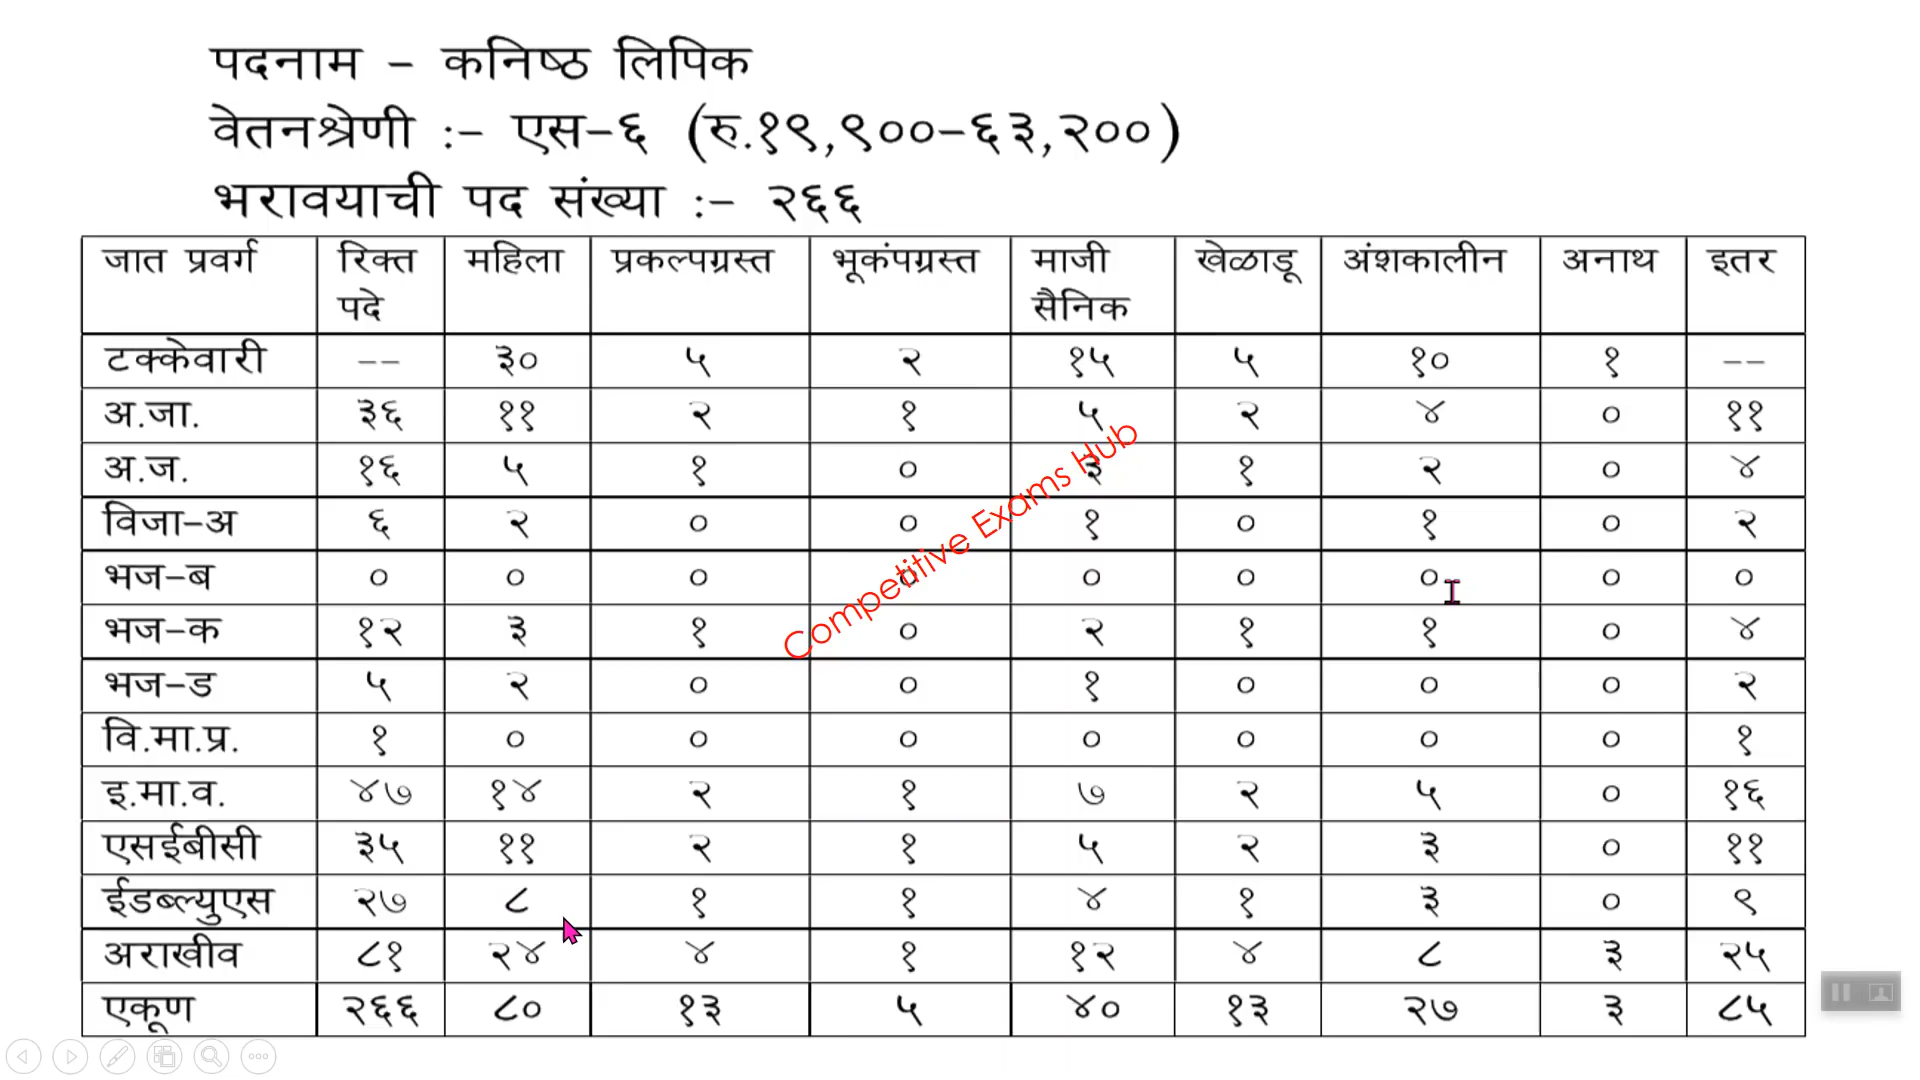 पदनाम - कनिष्ठ लिपिक
वेतनश्रेणी :- एस-६ (रु.१९,९००-६३,२००)
भरावयाची पद संख्या :- २६६
जात प्रवर्ग रिक्त पदे महिला प्रकल्पग्रस्त भूकंपग्रस्त माजी सैनिक खेळाडू अंशकालीन अनाथ इतर
टक्केवारी -- ३० ५ २ १५ ५ १० १ --
अ.जा. ३६ ११ २ १ ५ २ ४ ० ११
अ.ज. १६ ५ १ ० ३ १ २ ० ४
विजा-अ ६ २ ० ० १ ० १ ० २
भज-ब ० ० ० ० ० ० ० ० ०
भज-क १२ ३ १ ० २ १ १ ० ४
भज-ड ५ २ ० ० १ ० ० ० २
वि.मा.प्र. १ ० ० ० ० ० ० ० १
इ.मा.व. ४७ १४ २ १ ७ २ ५ ० १६
एसईबीसी ३५ ११ २ १ ५ २ ३ ० ११
ईडब्ल्युएस २७ ८ १ १ ४ १ ३ ० ९
अराखीव ८१ २४ ४ १ १२ ४ ८ ३ २५
एकूण २६६ ८० १३ ५ ४० १३ २७ ३ ८५
Competitive Exams Hub